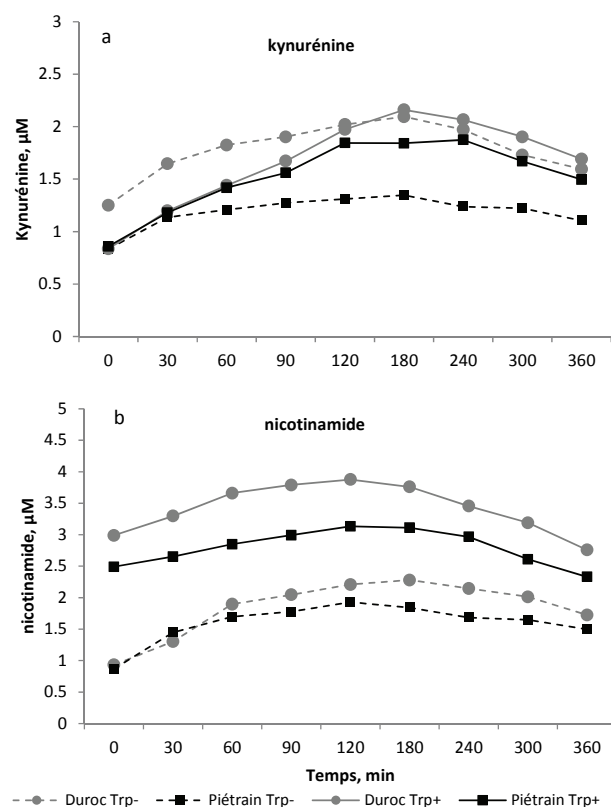 a
kynurénine
3
2.5
2
1.5
1
0.5
0
Kynurénine, µM
0 30 60 90 120 180 240 300 360
b
nicotinamide
5
4.5
4
3.5
3
2.5
2
1.5
1
0.5
0
nicotinamide, µM
0 30 60 90 120 180 240 300 360
Temps, min
Duroc Trp- Piétrain Trp- Duroc Trp+ Piétrain Trp+